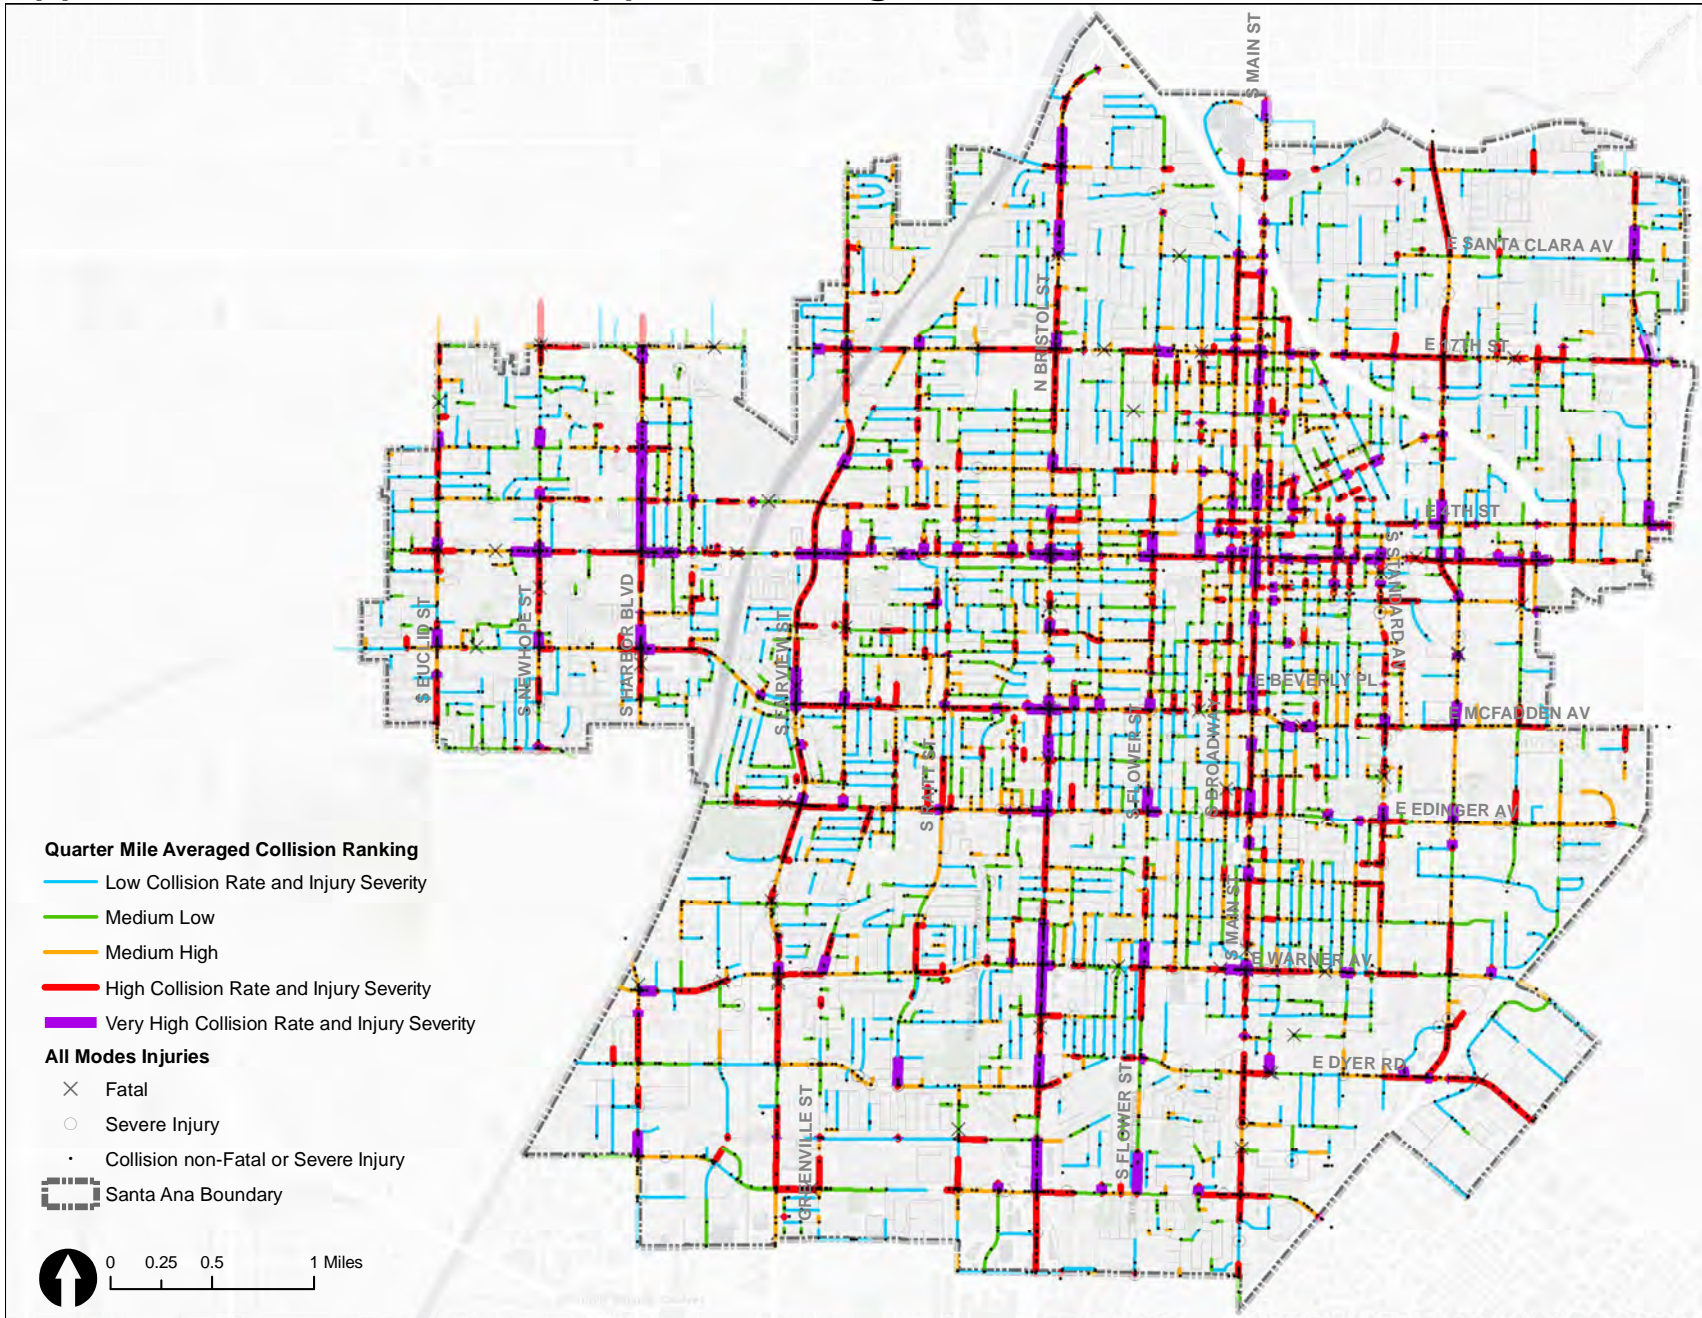 S MAIN ST
E SANTA CLARA AV
N BRISTOL ST
E 17TH ST
E 4TH ST
S STANDARD AV
S EUCLID ST
S NEWHOPE ST
S HARBOR BLVD
S FAIRVIEW ST
E BEVERLY PL
E MCFADDEN AV
S FLOWER ST
S BROADWAY
S RAITT ST
E EDINGER AV
Quarter Mile Averaged Collision Ranking
Low Collision Rate and Injury Severity
Medium Low
Medium High
High Collision Rate and Injury Severity
Very High Collision Rate and Injury Severity
S MAIN ST
E WARNER AV
All Modes Injuries
Fatal
Severe Injury
Collision non-Fatal or Severe Injury
Santa Ana Boundary
E DYER RD
GREENVILLE ST
S FLOWER ST
0 0.25 0.5 1 Miles